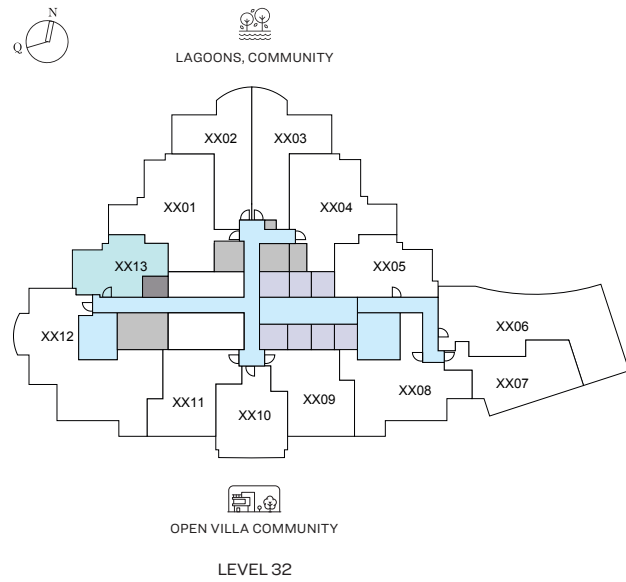 N
Q
LAGOONS, COMMUNITY
XX02
XX03
XX01
XX04
XX13
XX05
XX12
XX06
XX11
XX10
XX09
XX08
XX07
OPEN VILLA COMMUNITY
LEVEL 32